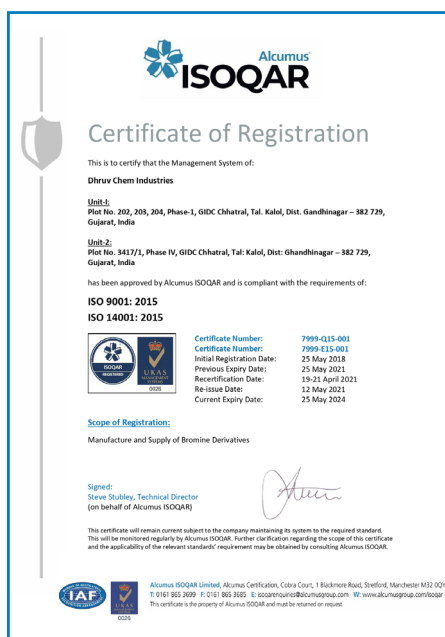 Alcumus
ISOQAR
Certificate of Registration
This is to certify that the Management System of:
Dhruv Chem Industries
Unit-I:
Plot No. 202, 203, 204, Phase-1, GIDC Chhatral, Tal. Kalol, Dist. Gandhinagar – 382 729,
Gujarat, India
Unit-2:
Plot No. 3417/1, Phase IV, GIDC Chhatral, Tal: Kalol, Dist: Ghandhinagar – 382 729,
Gujarat, India
has been approved by Alcumus ISOQAR and is compliant with the requirements of:
ISO 9001: 2015
ISO 14001: 2015
ISOQAR
REGISTERED
UKAS
MANAGEMENT
SYSTEMS
0026
Certificate Number: 7999-Q15-001
Certificate Number: 7999-E15-001
Initial Registration Date: 25 May 2018
Previous Expiry Date: 25 May 2021
Recertification Date: 19-21 April 2021
Re-issue Date: 12 May 2021
Current Expiry Date: 25 May 2024
Scope of Registration:
Manufacture and Supply of Bromine Derivatives
Signed:
Steve Stubley, Technical Director
(on behalf of Alcumus ISOQAR)
This certificate will remain current subject to the company maintaining its system to the required standard.
This will be monitored regularly by Alcumus ISOQAR. Further clarification regarding the scope of this certificate
and the applicability of the relevant standards' requirement may be obtained by consulting Alcumus ISOQAR.
IAF
UKAS
0026
Alcumus ISOQAR Limited, Alcumus Certification, Cobra Court, 1 Blackmore Road, Stretford, Manchester M32 0QY
T: 0161 865 3699 F: 0161 865 3685 E: isoqarenquiries@alcumusgroup.com W: www.alcumusgroup.com/isoqar
This certificate is the property of Alcumus ISOQAR and must be returned on request.